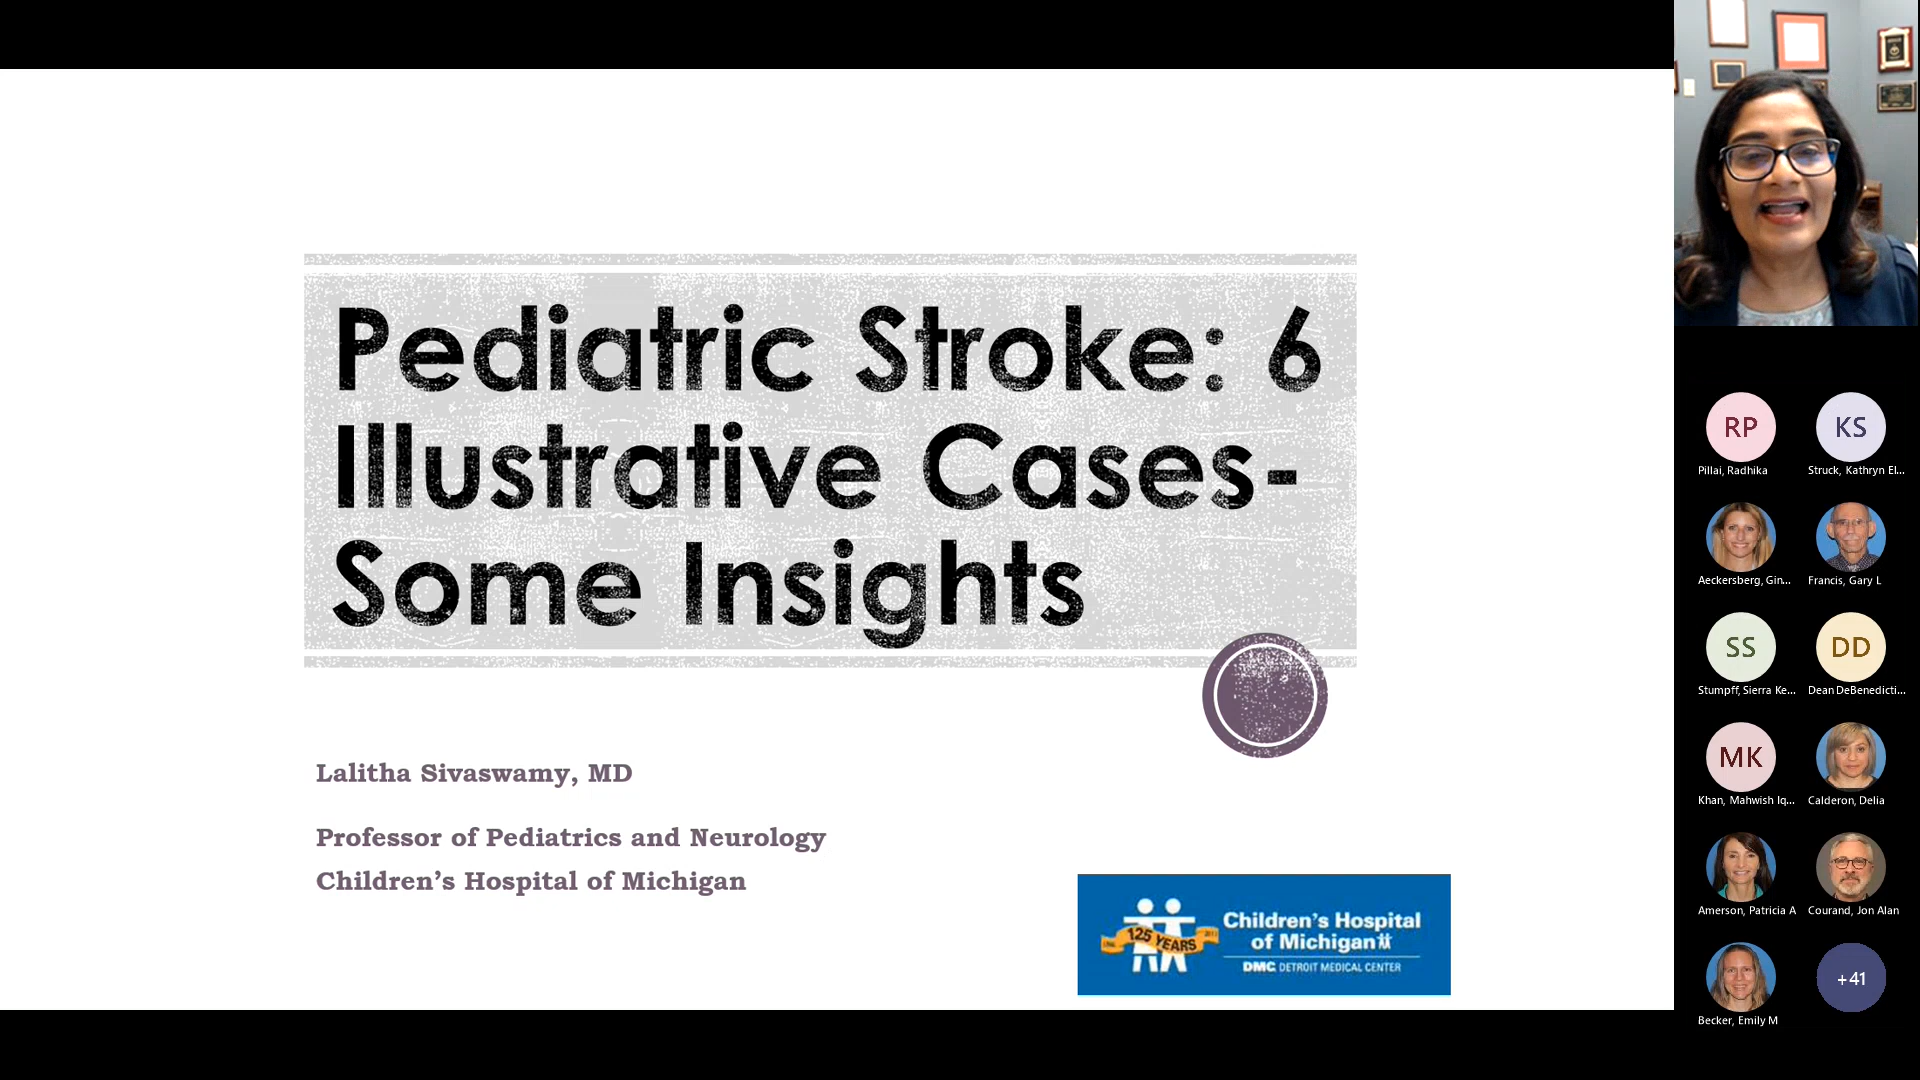 Pediatric Stroke: 6
Illustrative Cases-
Some Insights
Lalitha Sivaswamy, MD
Professor of Pediatrics and Neurology
Children’s Hospital of Michigan
125 YEARS
Children's Hospital
of Michigan
DMC DETROIT MEDICAL CENTER
RP
Pillai, Radhika
KS
Struck, Kathryn El...
Aeckersberg, Gin...
Francis, Gary L
SS
Stumpff, Sierra Ke...
DD
Dean DeBenedicti...
MK
Khan, Mahwish Iq...
Calderon, Delia
Amerson, Patricia A
Courand, Jon Alan
Becker, Emily M
+41